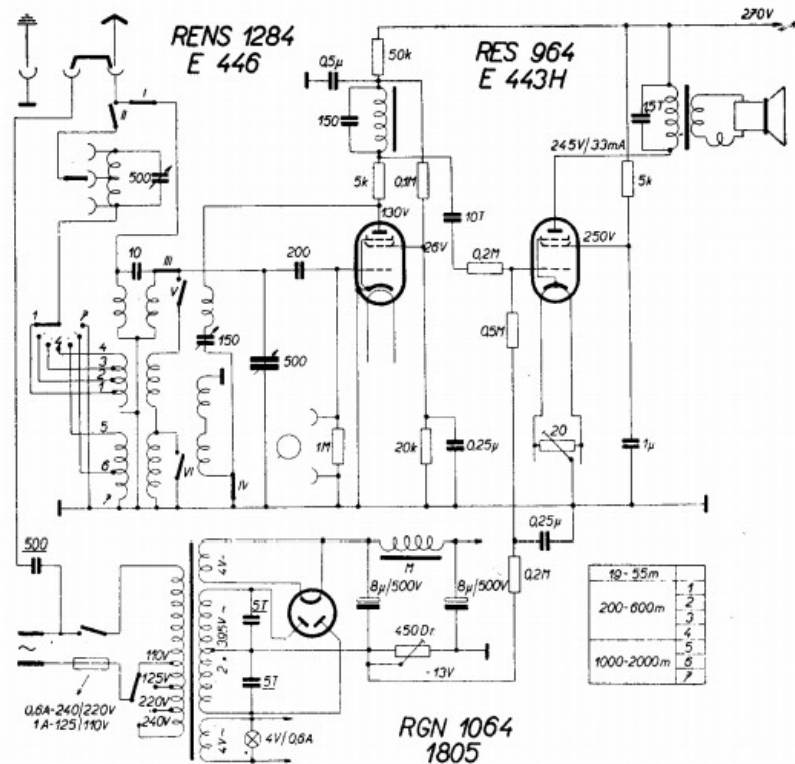 RENS 1284
E 446
RES 964
E 443H
270V
0,5µ
50k
150
15T
245V/33mA
I
II
500
5k
0,1M
5k
130V
10T
26V
250V
10
III
200
0,2M
V
1
4
3
2
1
150
500
0,5M
5
6
VI
1M
20k
0,25µ
20
1µ
IV
500
4V~
M
0,25µ
8µ/500V
8µ/500V
0,2M
19-55m
200-600m
1000-2000m
1
2
3
4
5
6
7
5T
2 × 395V~
450Dr.
~
110V
125V
220V
240V
5T
-13V
0,6A-240/220V
1A-125/110V
4V~
4V/0,6A
RGN 1064
1805